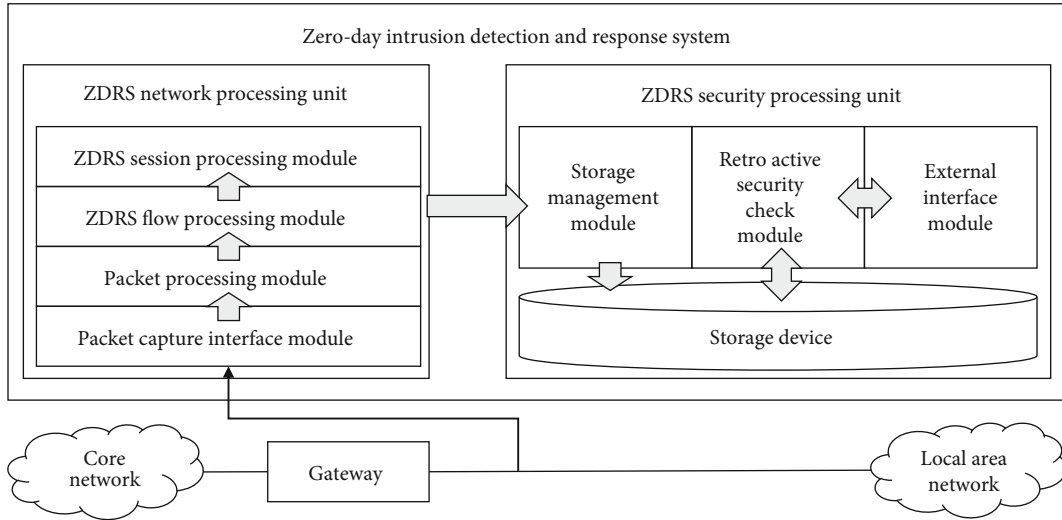 Zero-day intrusion detection and response system
ZDRS network processing unit
ZDRS session processing module
ZDRS flow processing module
Packet processing module
Packet capture interface module
ZDRS security processing unit
Storage
management
module
Retro active
security
check
module
External
interface
module
Storage device
Core
network
Gateway
Local area
network